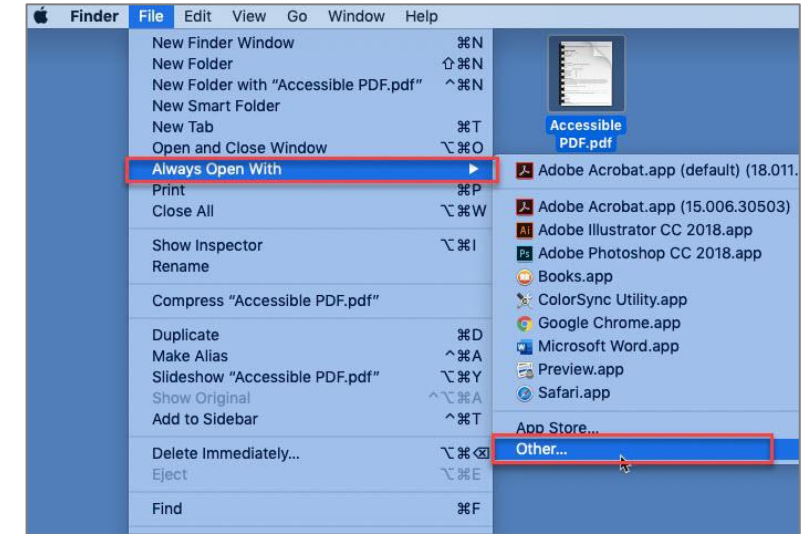 Finder File Edit View Go Window Help
New Finder Window ⌘N
New Folder ⇧⌘N
New Folder with “Accessible PDF.pdf” ^⌘N
New Smart Folder
New Tab ⌘T
Open and Close Window ⌥⌘O
Always Open With ▶
Print ⌘P
Close All ⌥⌘W
Show Inspector ⌥⌘I
Rename
Compress “Accessible PDF.pdf”
Duplicate ⌘D
Make Alias ^⌘A
Slideshow “Accessible PDF.pdf” ⌥⌘Y
Show Original ^⌥⌘A
Add to Sidebar ^⌘T
Delete Immediately... ⌥⌘⌫
Eject ⌥⌘E
Find ⌘F
Accessible
PDF.pdf
Adobe Acrobat.app (default) (18.011.
Adobe Acrobat.app (15.006.30503)
Ai Adobe Illustrator CC 2018.app
Ps Adobe Photoshop CC 2018.app
Books.app
ColorSync Utility.app
Google Chrome.app
Microsoft Word.app
Preview.app
Safari.app
App Store...
Other...